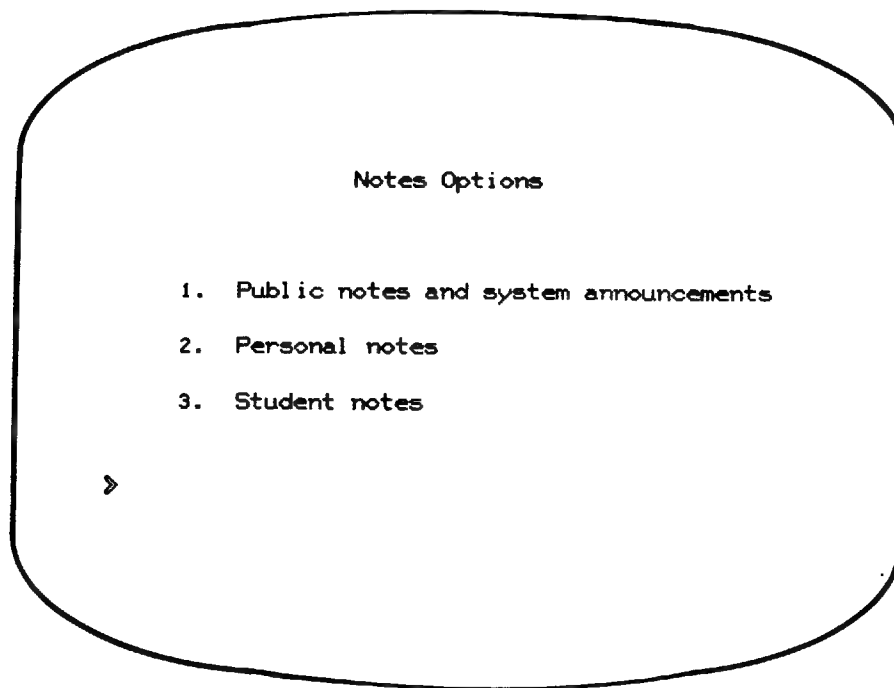 Notes Options
1. Public notes and system announcements
2. Personal notes
3. Student notes
>